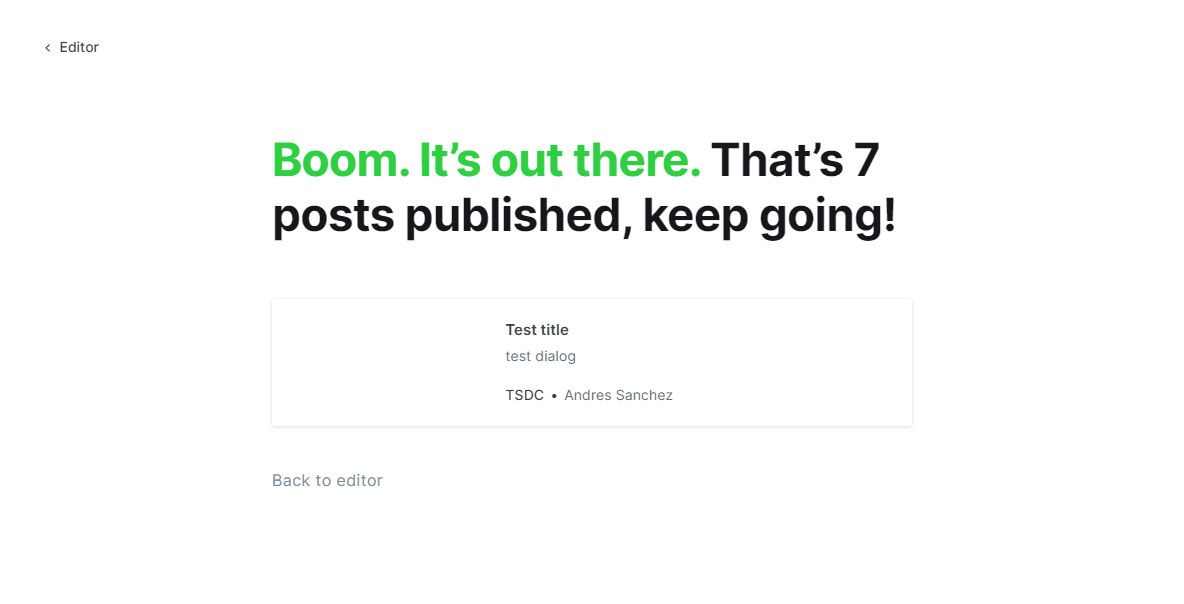 Editor
Boom. It’s out there. That’s 7
posts published, keep going!
Test title
test dialog
TSDC • Andres Sanchez
Back to editor